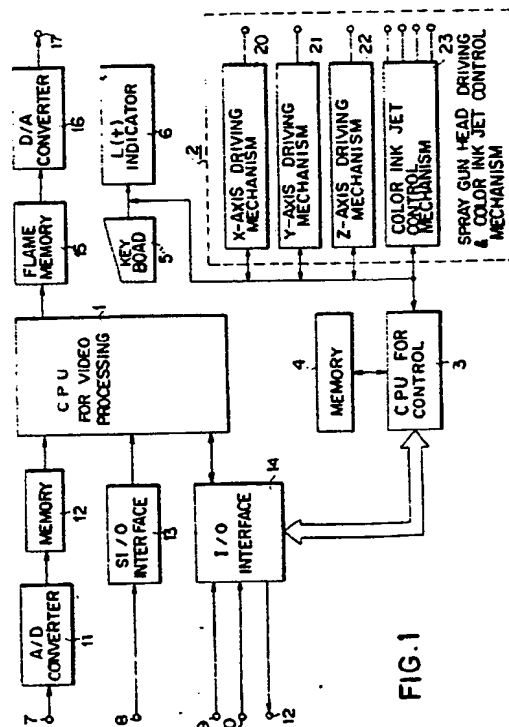 7
A/D
CONVERTER
11
MEMORY
12
8
SI/O
INTERFACE
13
9
0
12
I/O
INTERFACE
14
CPU
FOR VIDEO
PROCESSING
1
FLAME
MEMORY
15
D/A
CONVERTER
16
17
KEY
BOAD
5
L(t)
INDICATOR
6
2
X-AXIS DRIVING
MECHANISM
20
Y-AXIS DRIVING
MECHANISM
21
Z-AXIS DRIVING
MECHANISM
22
COLOR INK JET
CONTROL
MECHANISM
23
SPRAY GUN HEAD DRIVING
& COLOR INK JET CONTROL
MECHANISM
MEMORY
4
CPU FOR
CONTROL
3
FIG.1